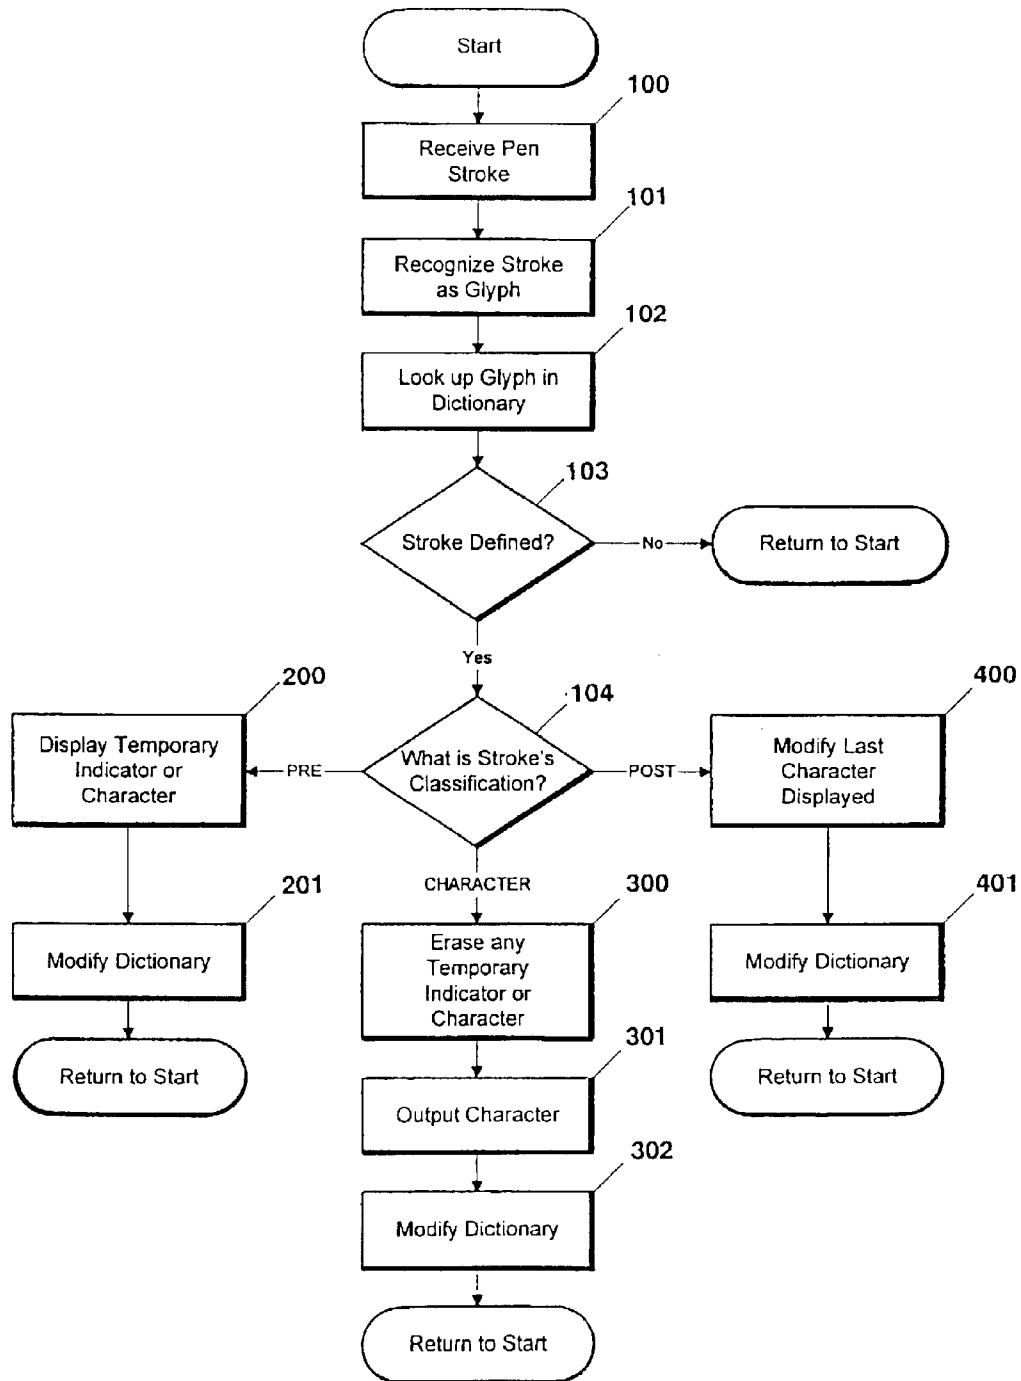 Start
100
Receive Pen
Stroke
101
Recognize Stroke
as Glyph
102
Look up Glyph in
Dictionary
103
Stroke Defined?
No
Return to Start
Yes
104
What is Stroke's
Classification?
PRE
POST
CHARACTER
200
Display Temporary
Indicator or
Character
201
Modify Dictionary
Return to Start
300
Erase any
Temporary
Indicator or
Character
301
Output Character
302
Modify Dictionary
Return to Start
400
Modify Last
Character
Displayed
401
Modify Dictionary
Return to Start